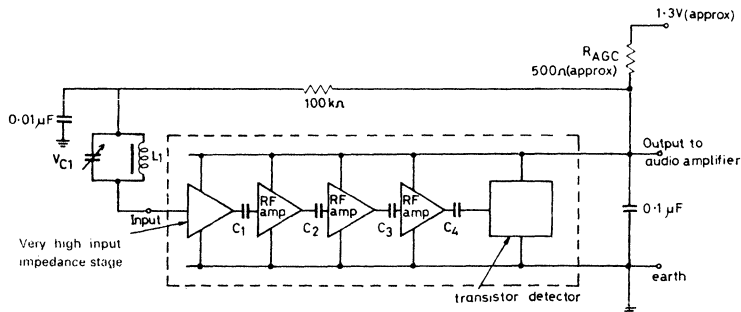 1·3V(approx)
R AGC
500Ω(approx)
100kΩ
0·01μF
VC1
L1
Output to
audio amplifier
Input
RF
amp
RF
amp
RF
amp
C1
C2
C3
C4
0·1μF
Very high input
impedance stage
earth
transistor detector